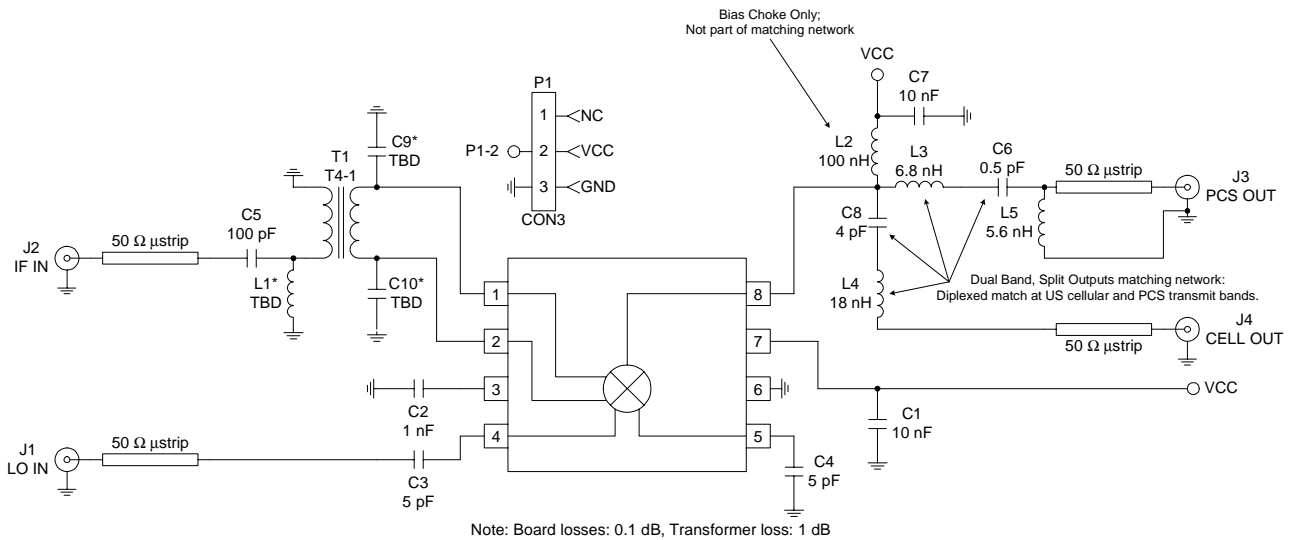 Bias Choke Only;
Not part of matching network
VCC
C7
10 nF
P1
1
NC
P1-2
2
VCC
3
GND
CON3
C9*
TBD
T1
T4-1
L2
100 nH
L3
6.8 nH
C6
0.5 pF
50 Ω µstrip
J3
PCS OUT
C5
100 pF
C8
4 pF
L5
5.6 nH
J2
IF IN
50 Ω µstrip
L1*
TBD
C10*
TBD
L4
18 nH
Dual Band, Split Outputs matching network:
Diplexed match at US cellular and PCS transmit bands.
1
8
J4
CELL OUT
50 Ω µstrip
2
7
3
6
VCC
C2
1 nF
C1
10 nF
J1
LO IN
50 Ω µstrip
4
5
C3
5 pF
C4
5 pF
Note: Board losses: 0.1 dB, Transformer loss: 1 dB